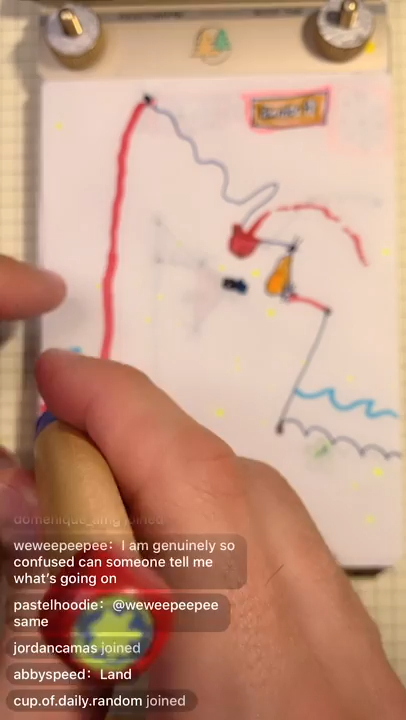 domenique_amg joined
weweepeepee: I am genuinely so
confused can someone tell me
what's going on
pastelhoodie: @weweepeepee
same
jordancamas joined
abbyspeed: Land
cup.of.daily.random joined